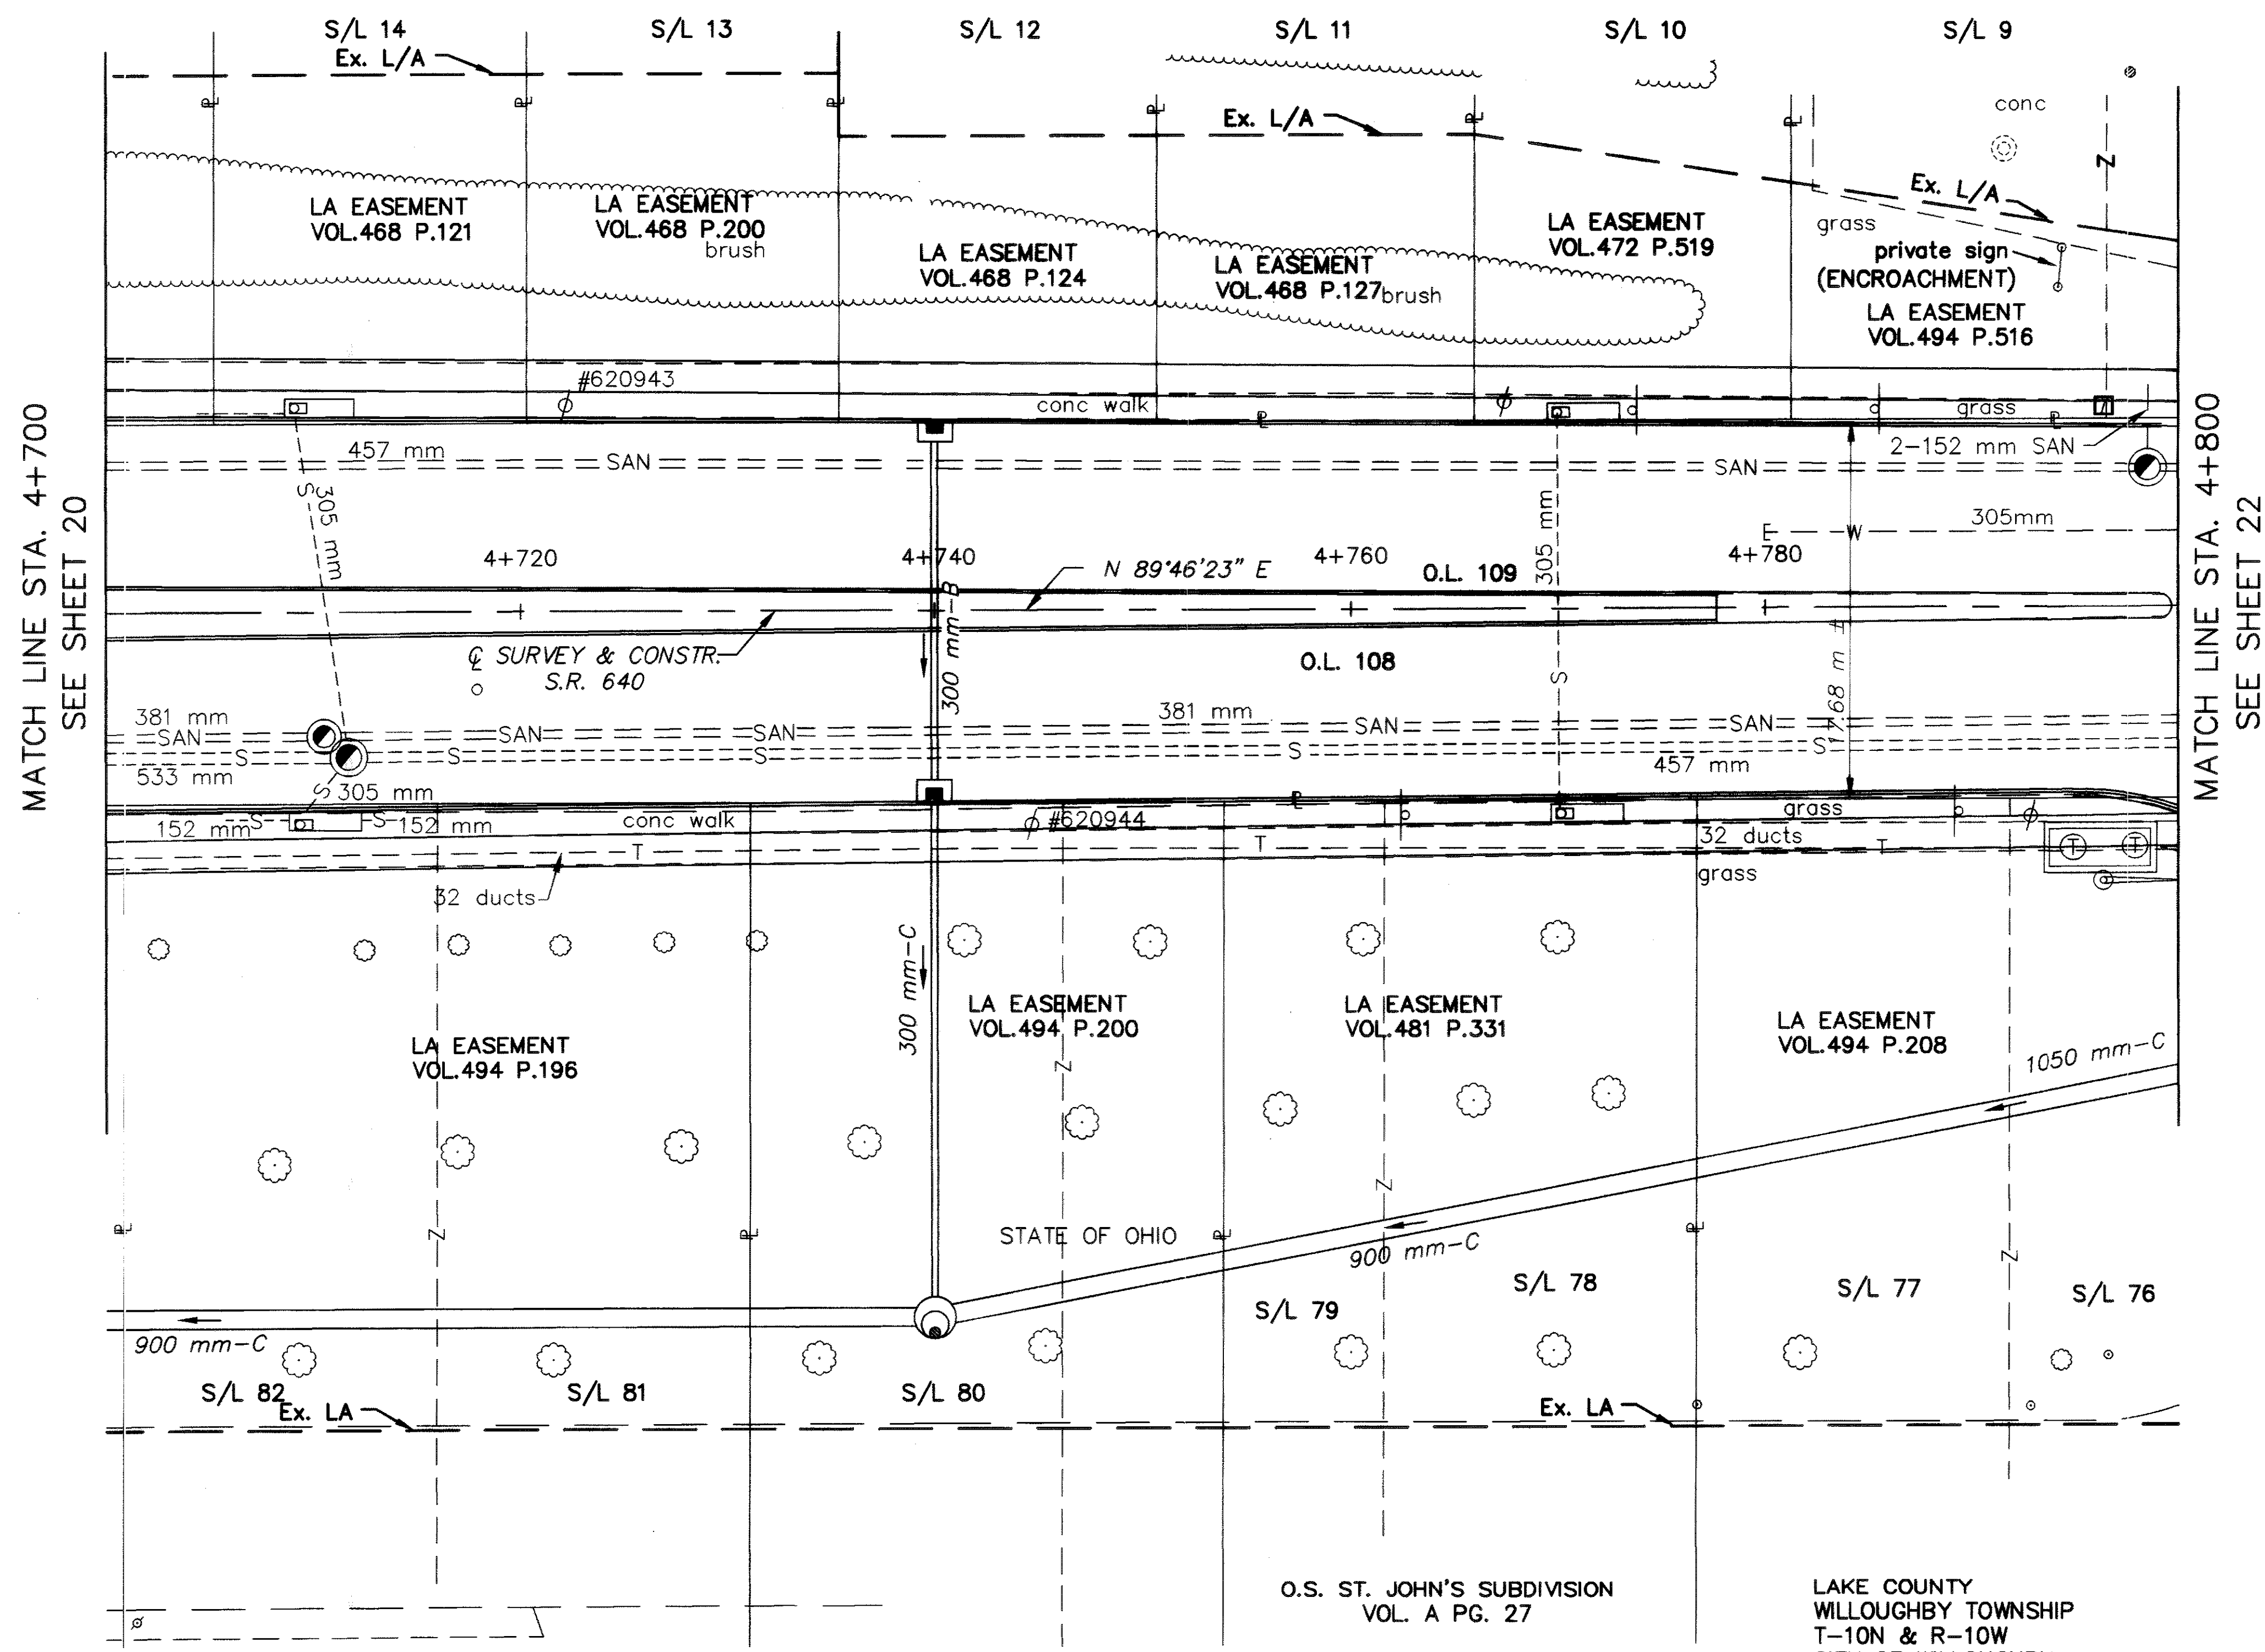 S/L 14
S/L 13
S/L 12
S/L 11
S/L 10
S/L 9
Ex. L/A
Ex. L/A
Ex. L/A
conc
Z
LA EASEMENT
VOL.468 P.121
LA EASEMENT
VOL.468 P.200
brush
LA EASEMENT
VOL.468 P.124
LA EASEMENT
VOL.468 P.127
brush
LA EASEMENT
VOL.472 P.519
grass
private sign
(ENCROACHMENT)
LA EASEMENT
VOL.494 P.516
#620943
conc walk
grass
457 mm
SAN
SAN
2-152 mm SAN
MATCH LINE STA. 4+700
SEE SHEET 20
MATCH LINE STA. 4+800
SEE SHEET 22
S
305 mm
305 mm
W
305mm
4+720
4+740
4+760
4+780
N 89°46'23" E
O.L. 109
300 mm-B
℄ SURVEY & CONSTR.
S.R. 640
O.L. 108
S
17.68 m ±
381 mm
381 mm
SAN
SAN
SAN
SAN
SAN
S
S
S
S
S
533 mm
457 mm
S
305 mm
152 mm
S
S
152 mm
conc walk
#620944
grass
32 ducts
T
T
T
T
T
32 ducts
grass
300 mm-C
LA EASEMENT
VOL.494 P.196
LA EASEMENT
VOL.494 P.200
LA EASEMENT
VOL.481 P.331
LA EASEMENT
VOL.494 P.208
1050 mm-C
Z
Z
Z
Z
STATE OF OHIO
900 mm-C
900 mm-C
S/L 82
S/L 81
S/L 80
S/L 79
S/L 78
S/L 77
S/L 76
Ex. LA
Ex. LA
O.S. ST. JOHN'S SUBDIVISION
VOL. A PG. 27
LAKE COUNTY
WILLOUGHBY TOWNSHIP
T-10N & R-10W